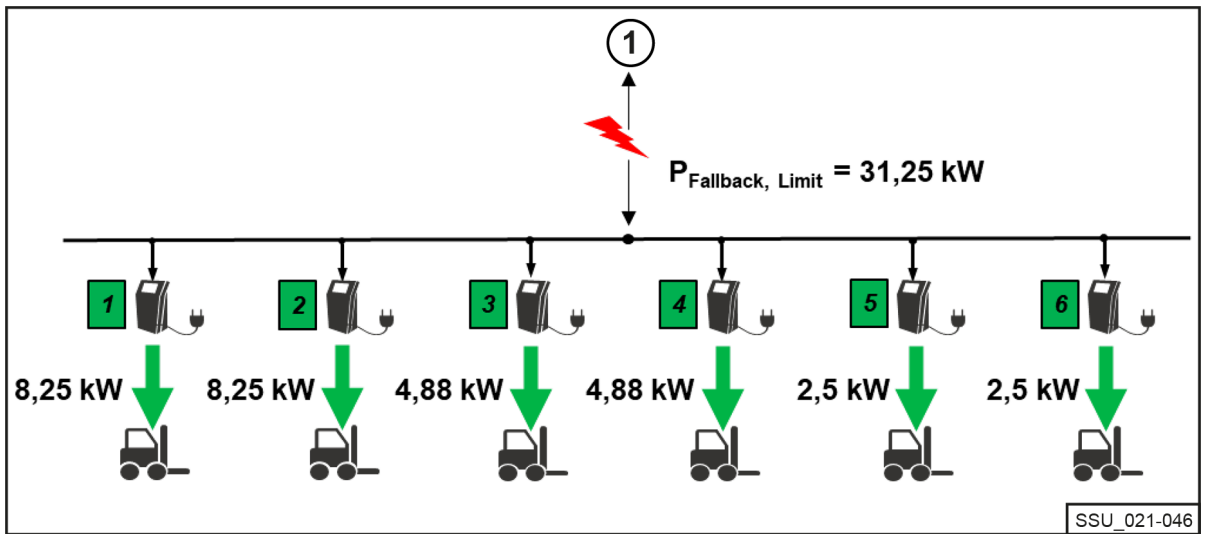 1
P Fallback, Limit = 31,25 kW
1 2 3 4 5 6
8,25 kW 8,25 kW 4,88 kW 4,88 kW 2,5 kW 2,5 kW
SSU_021-046